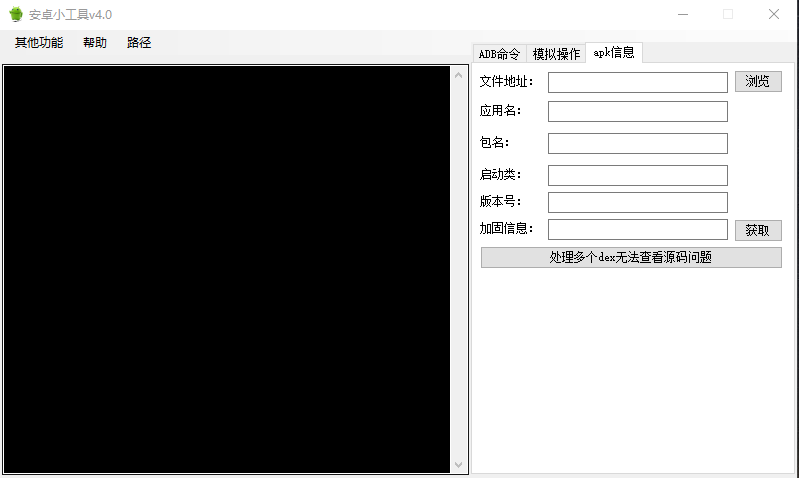 安卓小工具v4.0
其他功能 帮助 路径
ADB命令 模拟操作 apk信息
文件地址： 浏览
应用名：
包名：
启动类：
版本号：
加固信息： 获取
处理多个dex无法查看源码问题